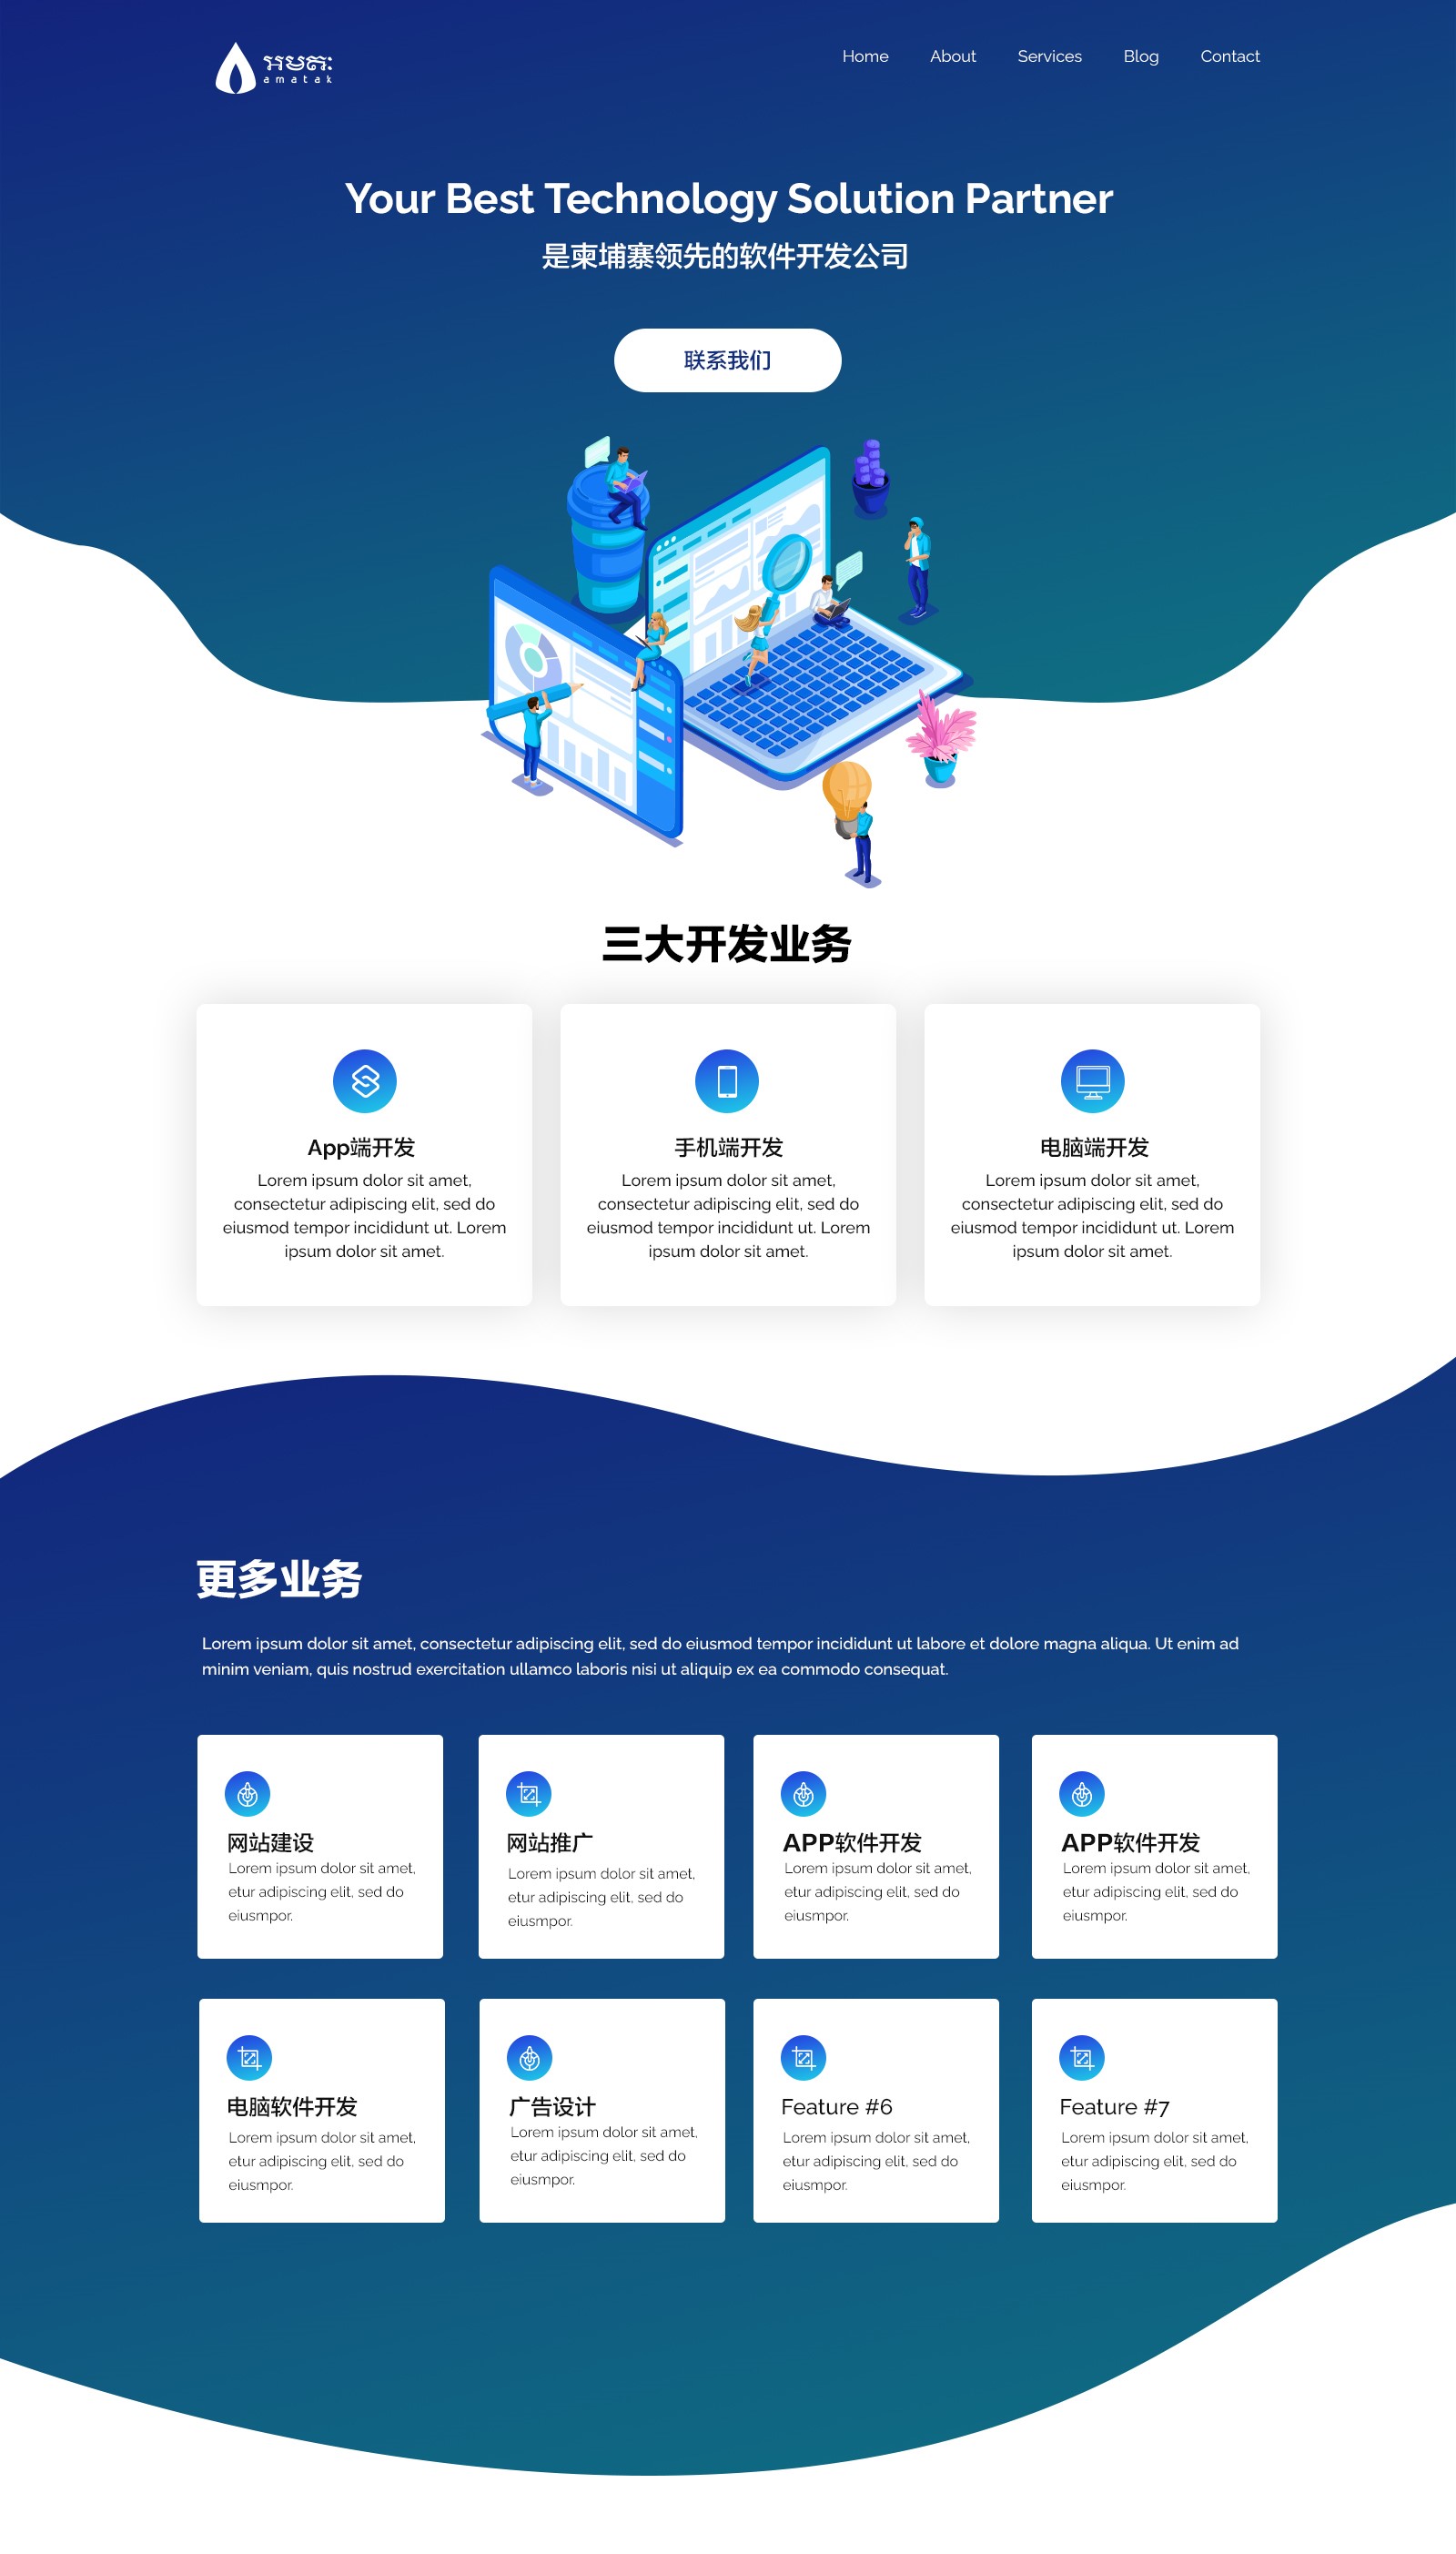 អមតៈ
amatak
Home About Services Blog Contact
Your Best Technology Solution Partner
是柬埔寨领先的软件开发公司
联系我们
三大开发业务
App端开发
Lorem ipsum dolor sit amet,
consectetur adipiscing elit, sed do
eiusmod tempor incididunt ut. Lorem
ipsum dolor sit amet.
手机端开发
Lorem ipsum dolor sit amet,
consectetur adipiscing elit, sed do
eiusmod tempor incididunt ut. Lorem
ipsum dolor sit amet.
电脑端开发
Lorem ipsum dolor sit amet,
consectetur adipiscing elit, sed do
eiusmod tempor incididunt ut. Lorem
ipsum dolor sit amet.
更多业务
Lorem ipsum dolor sit amet, consectetur adipiscing elit, sed do eiusmod tempor incididunt ut labore et dolore magna aliqua. Ut enim ad
minim veniam, quis nostrud exercitation ullamco laboris nisi ut aliquip ex ea commodo consequat.
网站建设
Lorem ipsum dolor sit amet,
etur adipiscing elit, sed do
eiusmpor.
网站推广
Lorem ipsum dolor sit amet,
etur adipiscing elit, sed do
eiusmpor.
APP软件开发
Lorem ipsum dolor sit amet,
etur adipiscing elit, sed do
eiusmpor.
APP软件开发
Lorem ipsum dolor sit amet,
etur adipiscing elit, sed do
eiusmpor.
电脑软件开发
Lorem ipsum dolor sit amet,
etur adipiscing elit, sed do
eiusmpor.
广告设计
Lorem ipsum dolor sit amet,
etur adipiscing elit, sed do
eiusmpor.
Feature #6
Lorem ipsum dolor sit amet,
etur adipiscing elit, sed do
eiusmpor.
Feature #7
Lorem ipsum dolor sit amet,
etur adipiscing elit, sed do
eiusmpor.